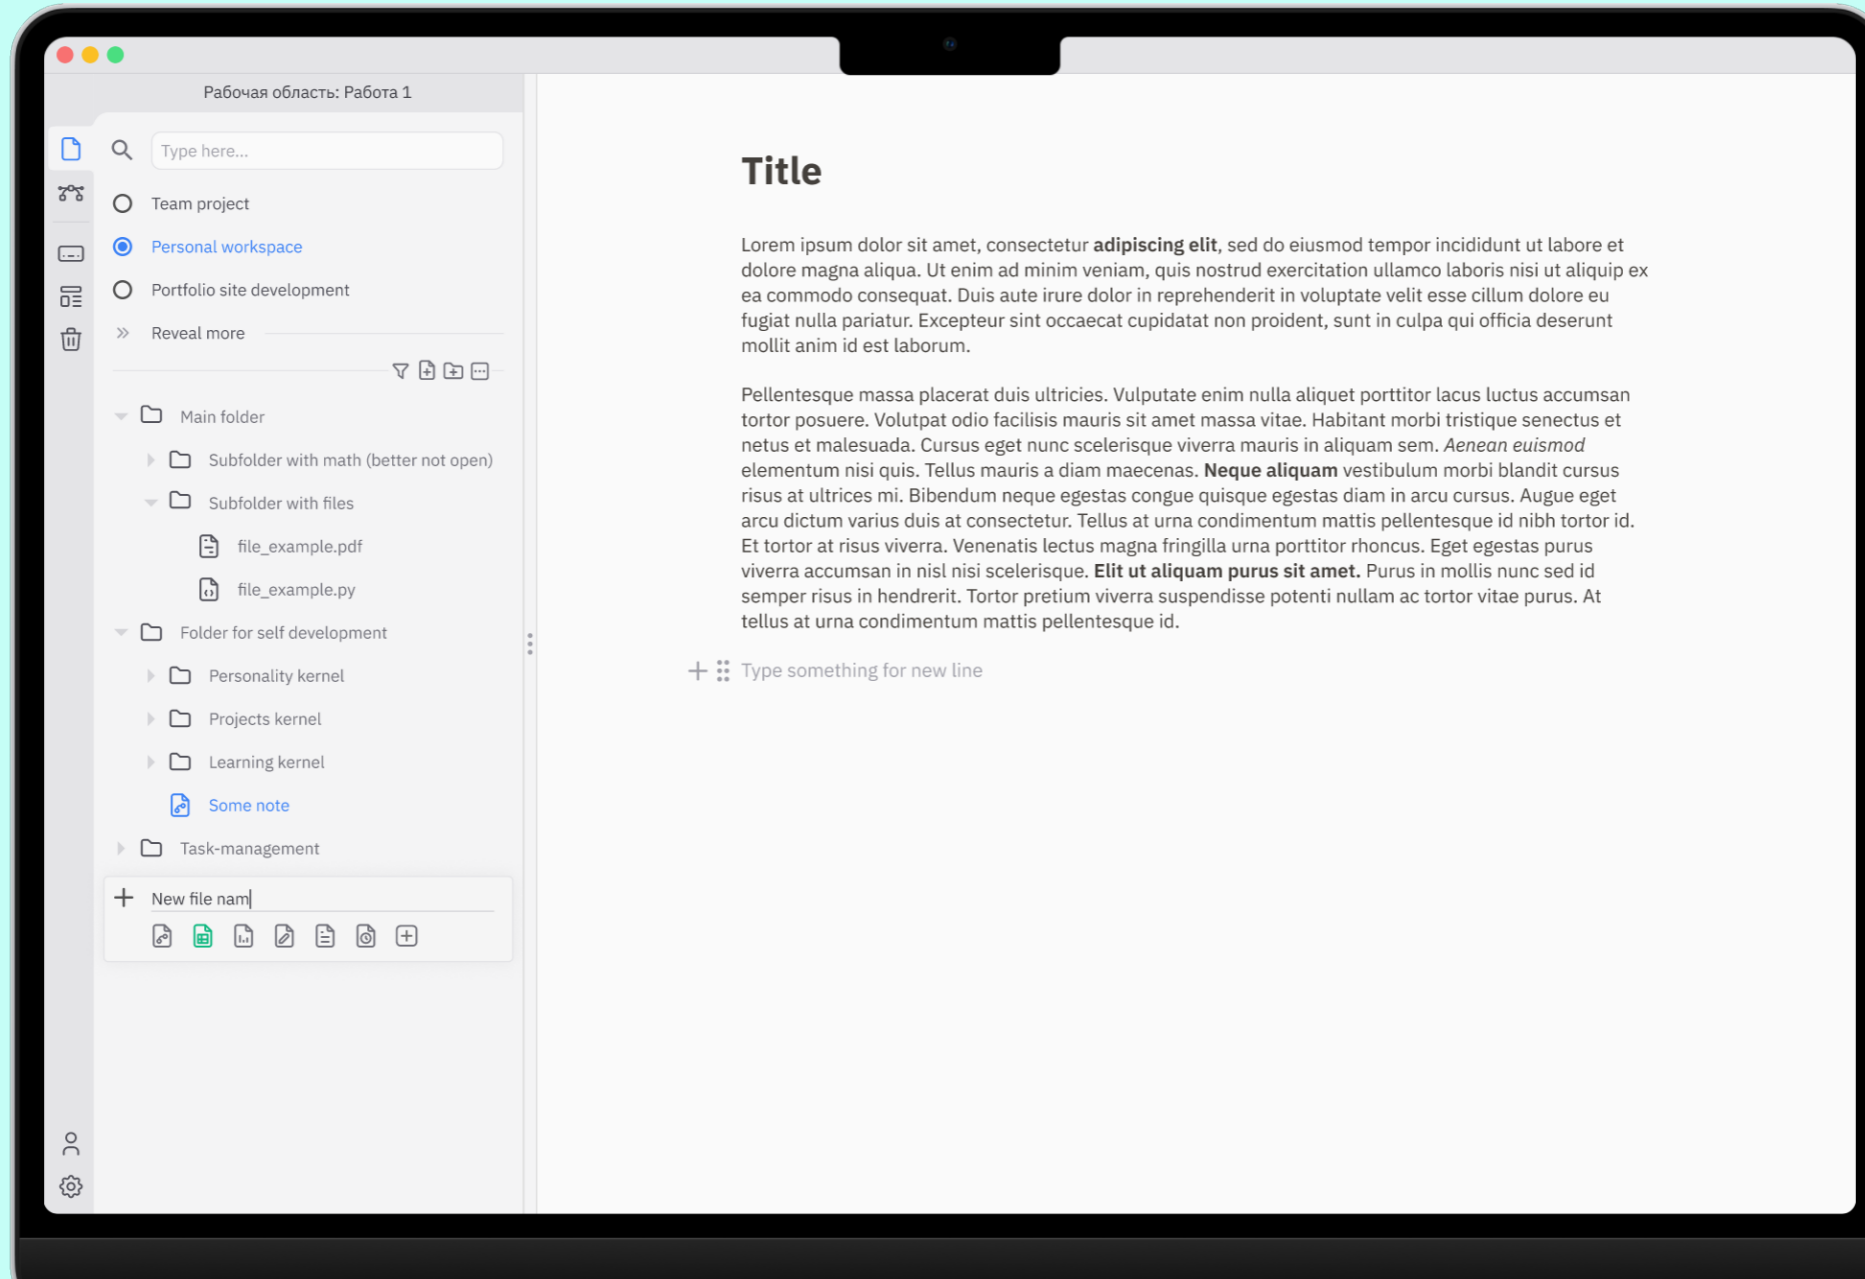 Рабочая область: Работа 1
Type here...
Team project
Personal workspace
Portfolio site development
Reveal more
Main folder
Subfolder with math (better not open)
Subfolder with files
file_example.pdf
file_example.py
Folder for self development
Personality kernel
Projects kernel
Learning kernel
Some note
Task-management
New file nam
Title
Lorem ipsum dolor sit amet, consectetur adipiscing elit, sed do eiusmod tempor incididunt ut labore et
dolore magna aliqua. Ut enim ad minim veniam, quis nostrud exercitation ullamco laboris nisi ut aliquip ex
ea commodo consequat. Duis aute irure dolor in reprehenderit in voluptate velit esse cillum dolore eu
fugiat nulla pariatur. Excepteur sint occaecat cupidatat non proident, sunt in culpa qui officia deserunt
mollit anim id est laborum.
Pellentesque massa placerat duis ultricies. Vulputate enim nulla aliquet porttitor lacus luctus accumsan
tortor posuere. Volutpat odio facilisis mauris sit amet massa vitae. Habitant morbi tristique senectus et
netus et malesuada. Cursus eget nunc scelerisque viverra mauris in aliquam sem. Aenean euismod
elementum nisi quis. Tellus mauris a diam maecenas. Neque aliquam vestibulum morbi blandit cursus
risus at ultrices mi. Bibendum neque egestas congue quisque egestas diam in arcu cursus. Augue eget
arcu dictum varius duis at consectetur. Tellus at urna condimentum mattis pellentesque id nibh tortor id.
Et tortor at risus viverra. Venenatis lectus magna fringilla urna porttitor rhoncus. Eget egestas purus
viverra accumsan in nisl nisi scelerisque. Elit ut aliquam purus sit amet. Purus in mollis nunc sed id
semper risus in hendrerit. Tortor pretium viverra suspendisse potenti nullam ac tortor vitae purus. At
tellus at urna condimentum mattis pellentesque id.
Type something for new line